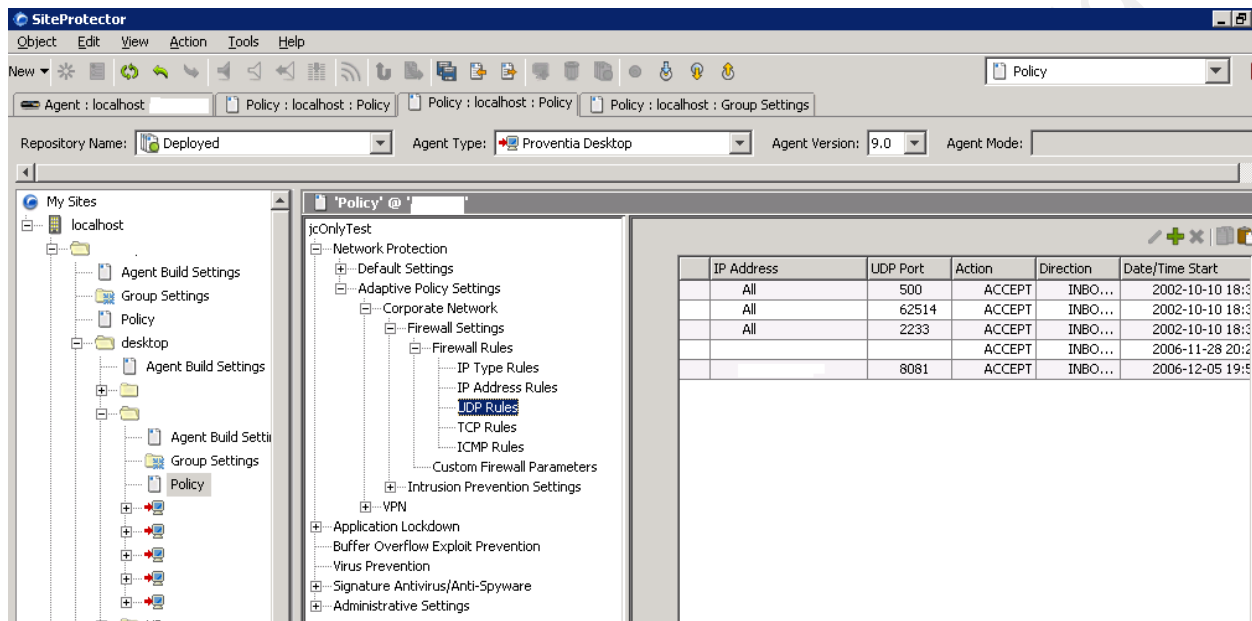 SiteProtector
Object Edit View Action Tools Help
New Policy
Agent : localhost Policy : localhost : Policy Policy : localhost : Policy Policy : localhost : Group Settings
Repository Name: Deployed Agent Type: Proventia Desktop Agent Version: 9.0 Agent Mode:
My Sites
localhost
Agent Build Settings
Group Settings
Policy
desktop
Agent Build Settings
Agent Build Setti
Group Settings
Policy
'Policy' @ ' '
jcOnlyTest
Network Protection
Default Settings
Adaptive Policy Settings
Corporate Network
Firewall Settings
Firewall Rules
IP Type Rules
IP Address Rules
UDP Rules
TCP Rules
ICMP Rules
Custom Firewall Parameters
Intrusion Prevention Settings
VPN
Application Lockdown
Buffer Overflow Exploit Prevention
Virus Prevention
Signature Antivirus/Anti-Spyware
Administrative Settings
IP Address UDP Port Action Direction Date/Time Start
All 500 ACCEPT INBO... 2002-10-10 18:3
All 62514 ACCEPT INBO... 2002-10-10 18:3
All 2233 ACCEPT INBO... 2002-10-10 18:3
ACCEPT INBO... 2006-11-28 20:2
8081 ACCEPT INBO... 2006-12-05 19:5